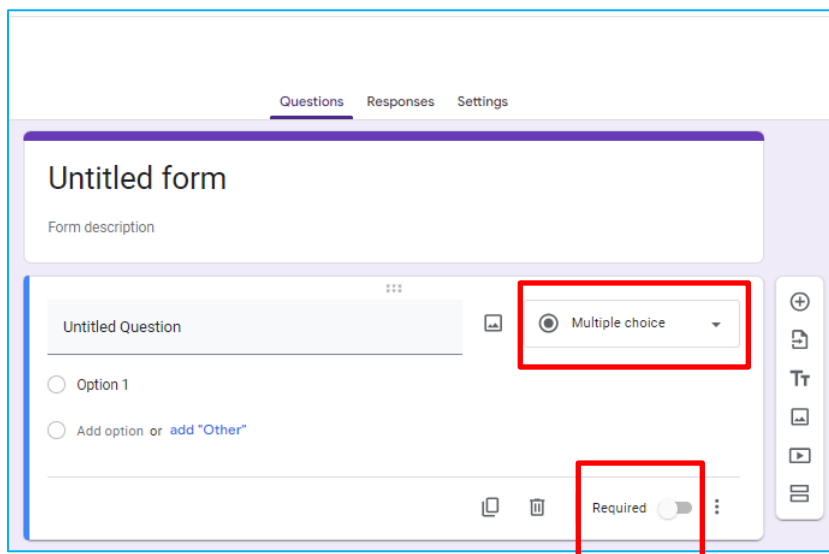 Questions Responses Settings
Untitled form
Form description
Untitled Question
Multiple choice
Option 1
Add option or add "Other"
Required